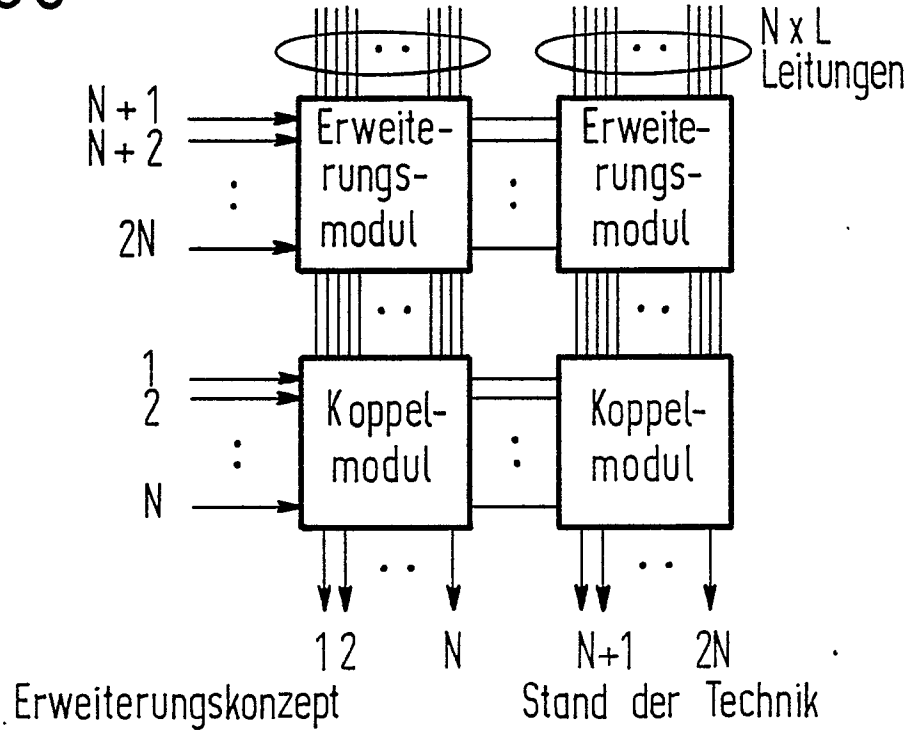 N x L
Leitungen
N + 1
N + 2
:
2N
Erweite-
rungs-
modul
:
Erweite-
rungs-
modul
1
2
:
N
Koppel-
modul
:
Koppel-
modul
1 2 .. N
N+1 .. 2N
Erweiterungskonzept
Stand der Technik